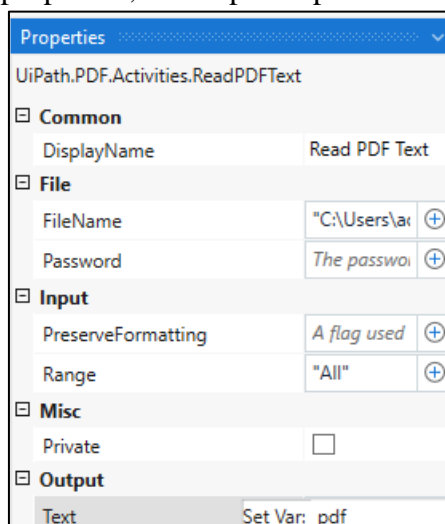 Properties
UiPath.PDF.Activities.ReadPDFText
Common
DisplayName Read PDF Text
File
FileName "C:\Users\a
Password The passwo
Input
PreserveFormatting A flag used
Range "All"
Misc
Private
Output
Text Set Var: pdf